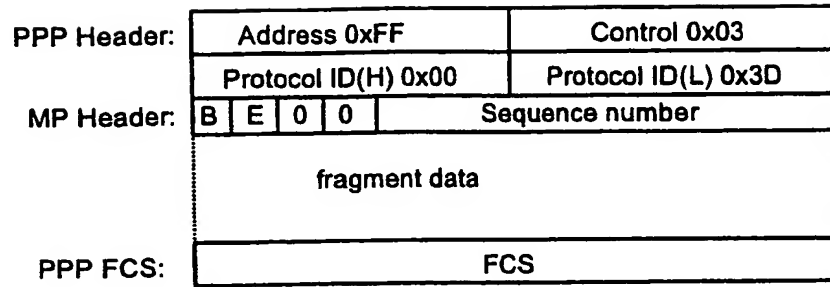 PPP Header: Address 0xFF Control 0x03
Protocol ID(H) 0x00 Protocol ID(L) 0x3D
MP Header: B E 0 0 Sequence number
fragment data
PPP FCS: FCS